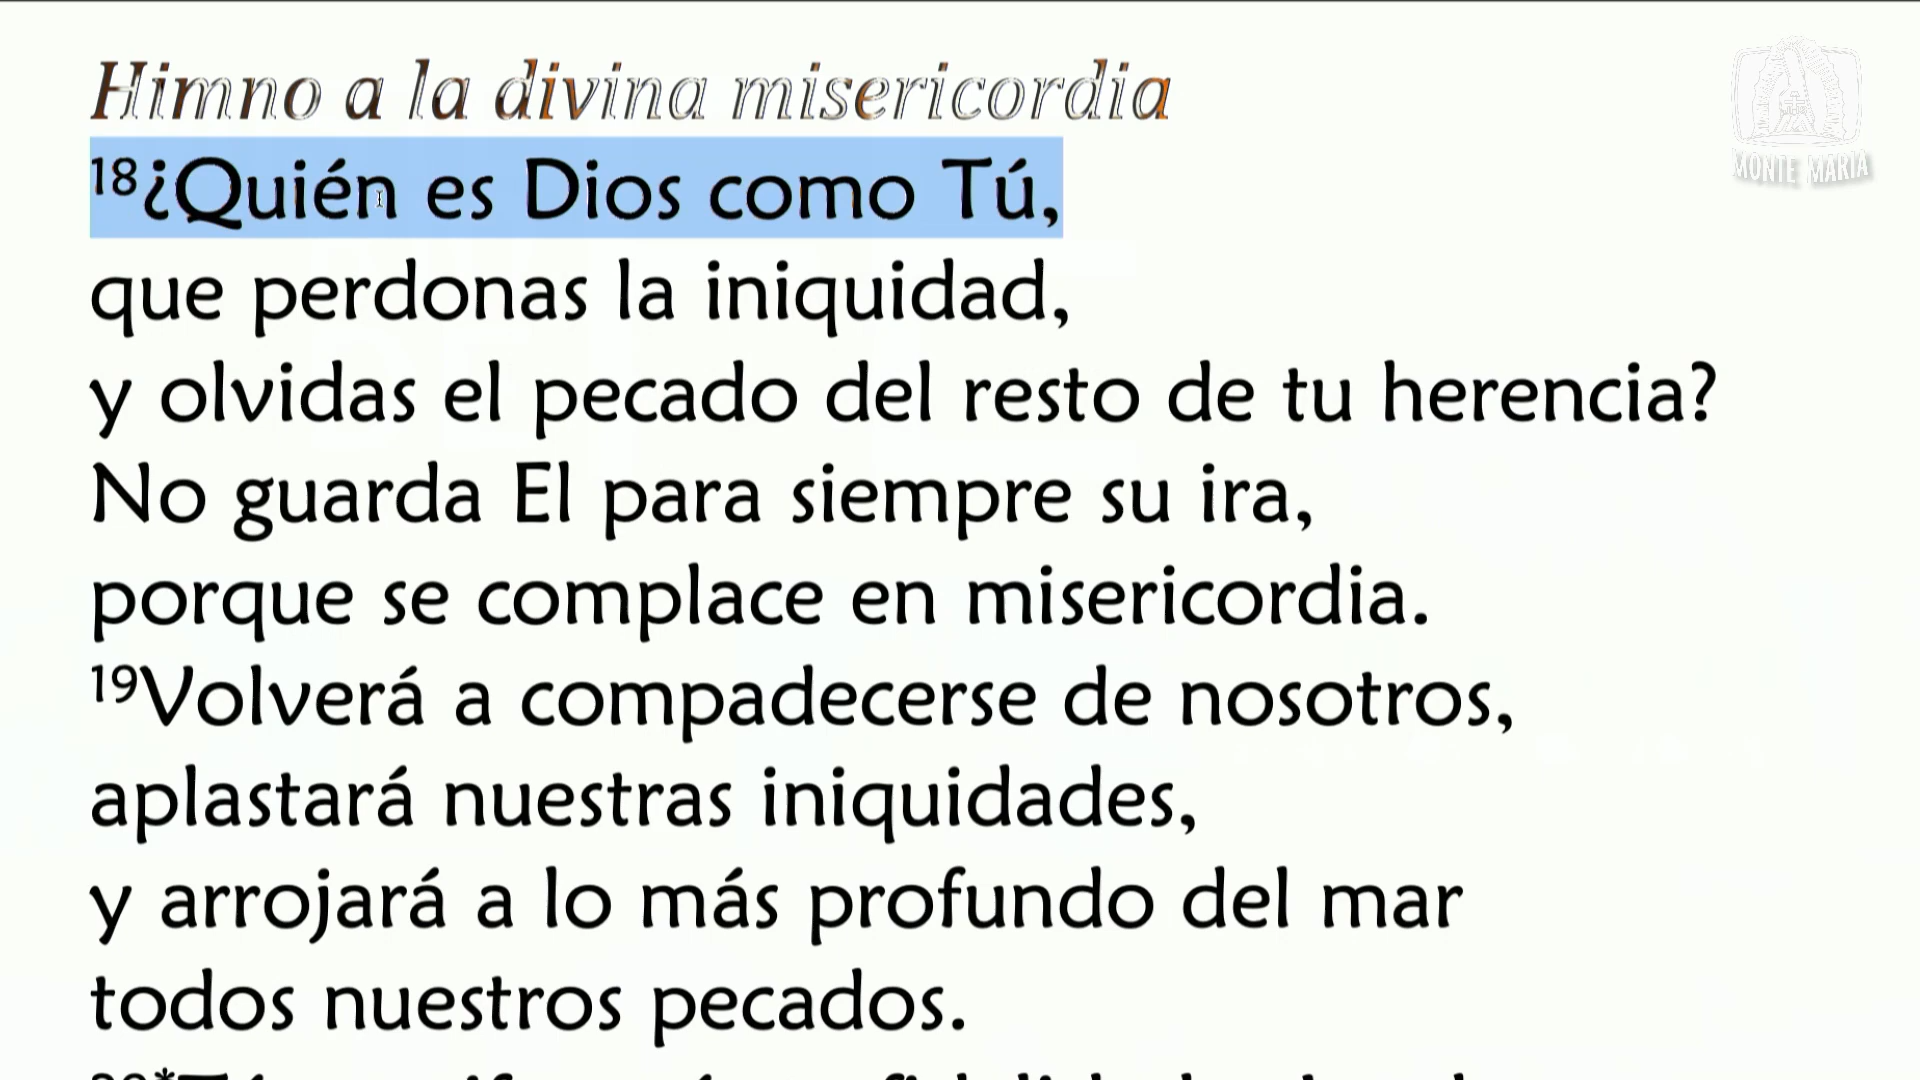 Himno a la divina misericordia
18¿Quién es Dios como Tú,
que perdonas la iniquidad,
y olvidas el pecado del resto de tu herencia?
No guarda El para siempre su ira,
porque se complace en misericordia.
19Volverá a compadecerse de nosotros,
aplastará nuestras iniquidades,
y arrojará a lo más profundo del mar
todos nuestros pecados.
MONTE MARIA